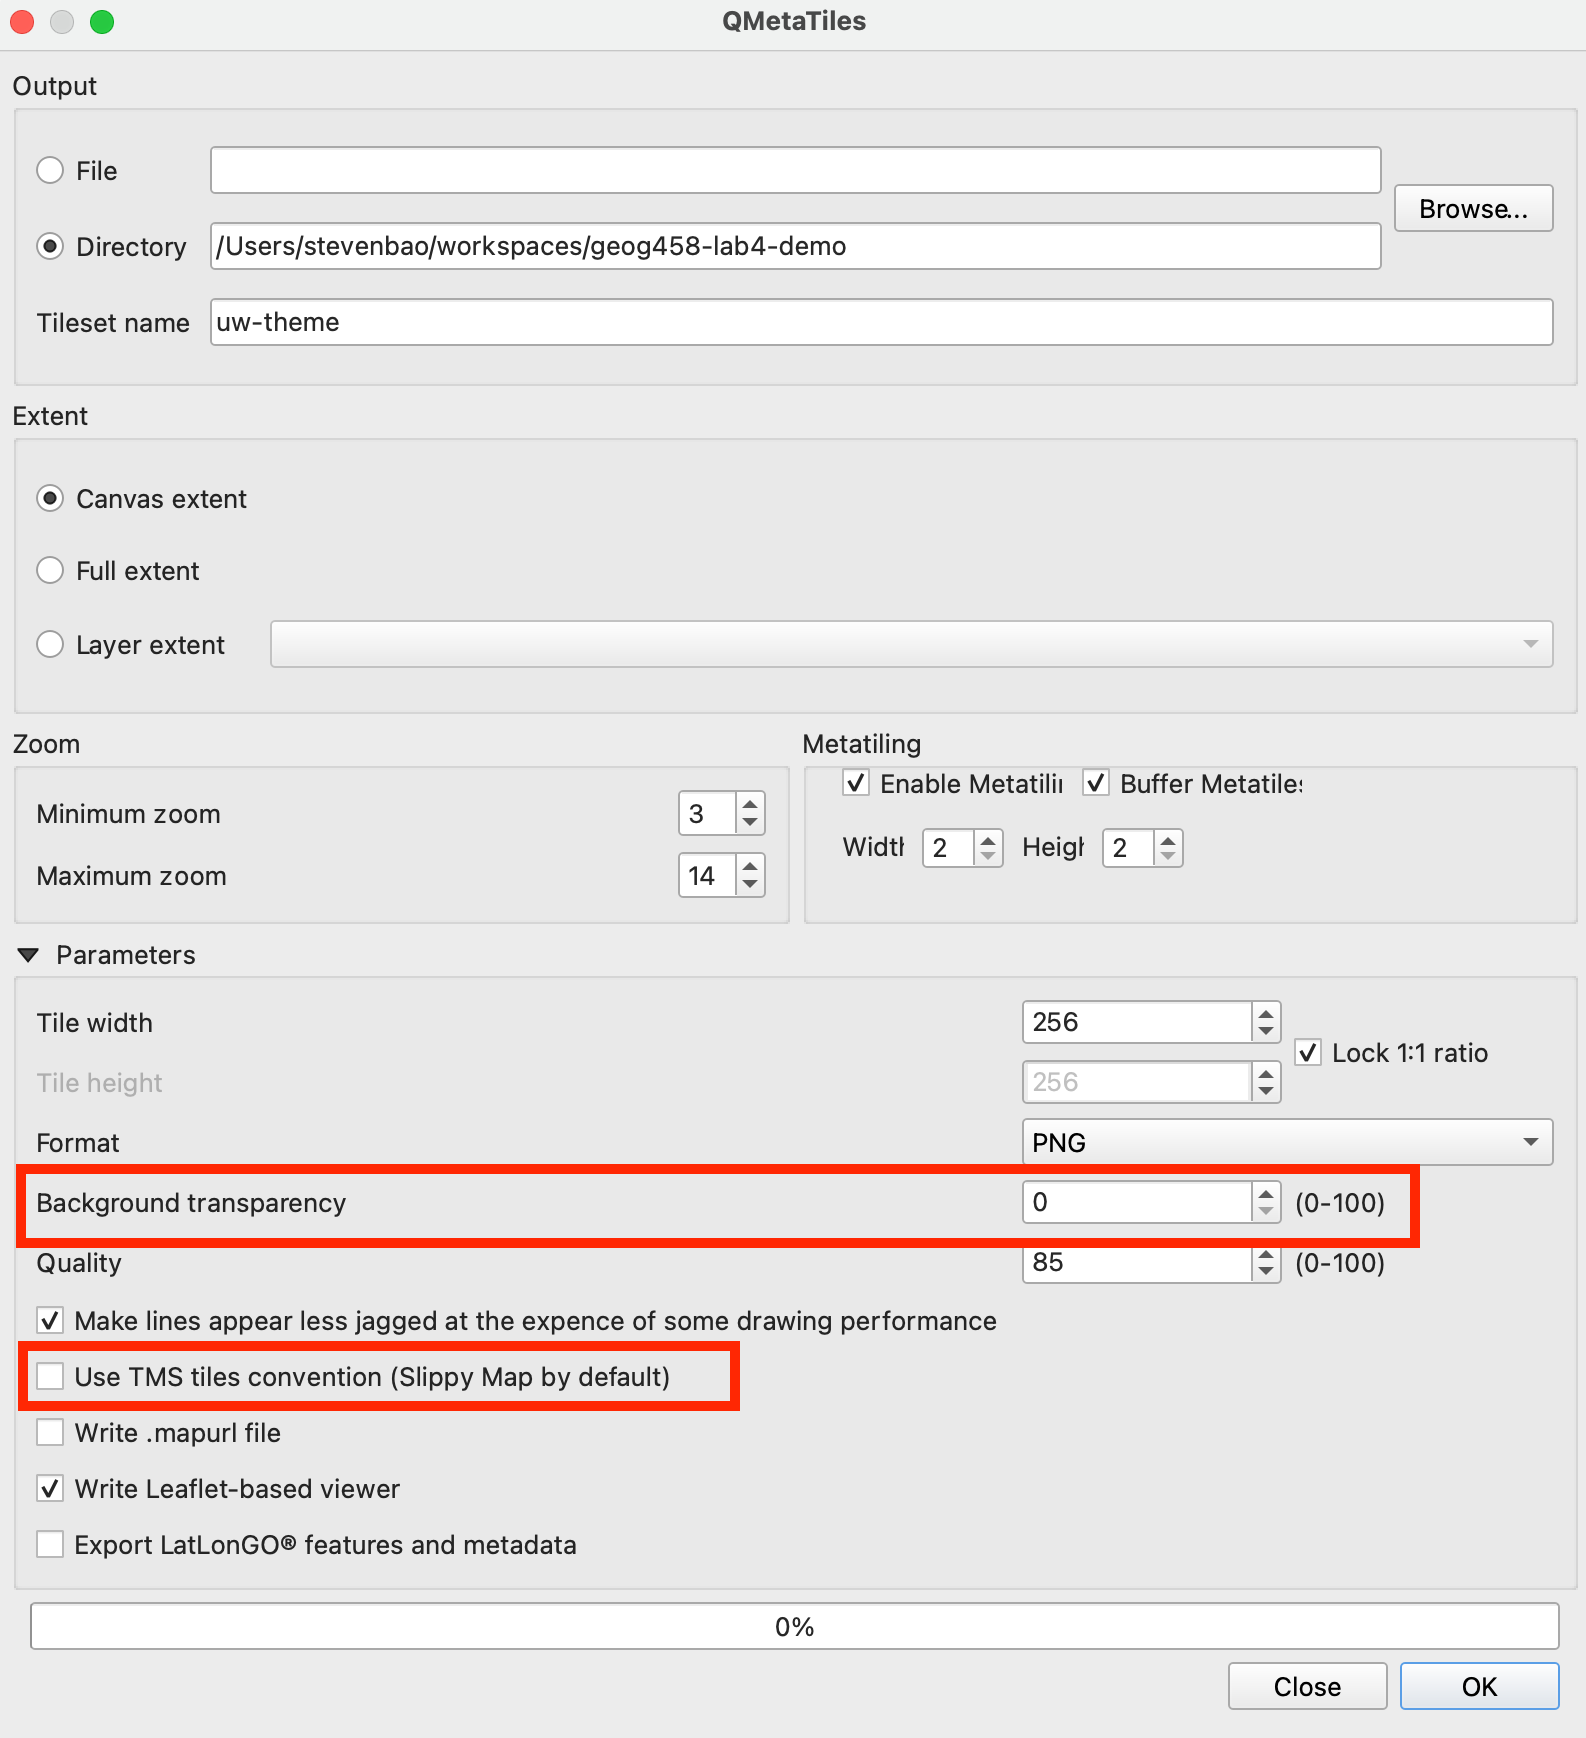 QMetaTiles
Output
File
Browse...
Directory /Users/stevenbao/workspaces/geog458-lab4-demo
Tileset name uw-theme
Extent
Canvas extent
Full extent
Layer extent
Zoom
Minimum zoom 3
Maximum zoom 14
Metatiling
Enable Metatilin Buffer Metatiles
Width 2 Heigh 2
Parameters
Tile width 256
Lock 1:1 ratio
Tile height 256
Format PNG
Background transparency 0 (0-100)
Quality 85 (0-100)
Make lines appear less jagged at the expence of some drawing performance
Use TMS tiles convention (Slippy Map by default)
Write .mapurl file
Write Leaflet-based viewer
Export LatLonGO® features and metadata
0%
Close OK